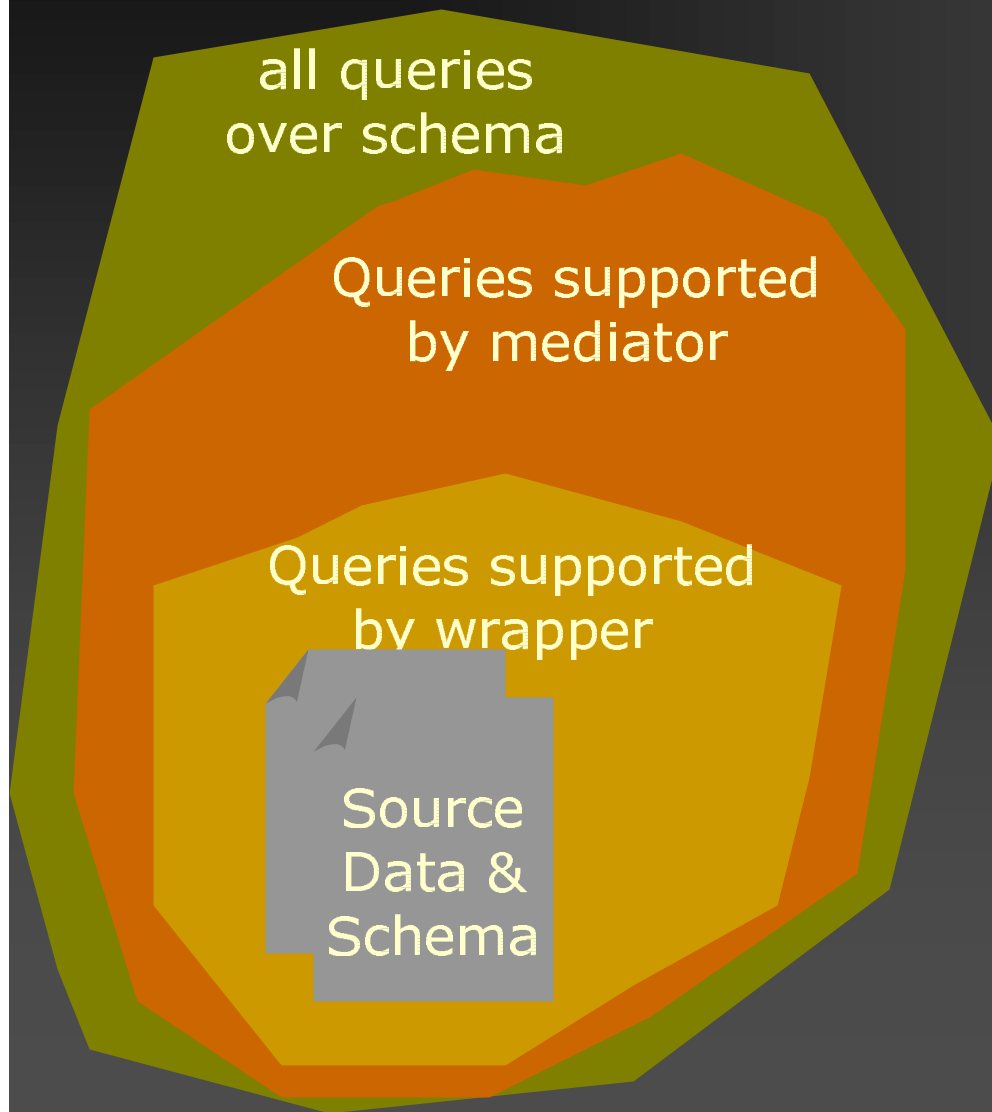 all queries
over schema
Queries supported
by mediator
Queries supported
by wrapper
Source
Data &
Schema